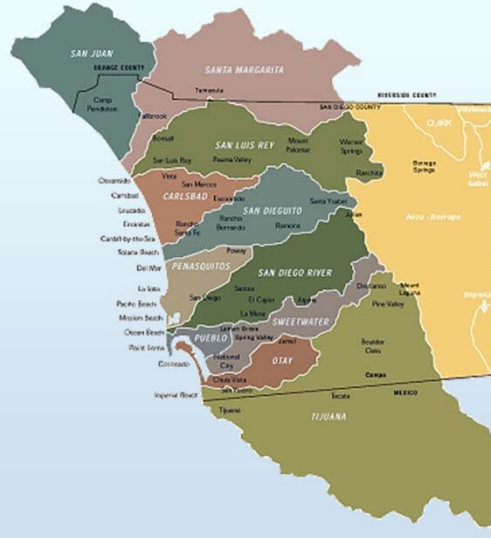 SAN JUAN
ORANGE COUNTY
SANTA MARGARITA
Temecula
RIVERSIDE COUNTY
Camp
Pendleton
SAN DIEGO COUNTY
Fallbrook
CLARK
Bonsall
SAN LUIS REY
Mount
Palomar
Warner
Springs
San Luis Rey
Pauma Valley
Borrego
Springs
West
Salton
Oceanside
Vista
San Marcos
Ranchita
Carlsbad
CARLSBAD
Escondido
Santa Ysabel
Leucadia
SAN DIEGUITO
Julian
Anza - Borrego
Encinitas
Rancho
Santa Fe
Rancho
Bernardo
Ramona
Cardiff-by-the-Sea
Solana Beach
Poway
Del Mar
PENASQUITOS
SAN DIEGO RIVER
La Jolla
Santee
Descanso
Mount
Laguna
Pacific Beach
San Diego
El Cajon
Alpine
Pine Valley
Mission Beach
La Mesa
SWEETWATER
Ocean Beach
Lemon Grove
Spring Valley
PUEBLO
Jamul
Point Loma
Boulder
Coronado
National
City
OTAY
Chula Vista
Campo
Imperial Beach
MEXICO
Tecate
Tijuana
TIJUANA